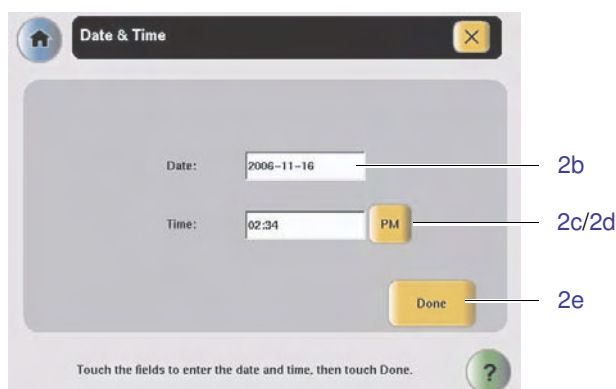 Date & Time
Date: 2006-11-16 2b
Time: 02:34 PM 2c/2d
Done 2e
Touch the fields to enter the date and time, then touch Done. ?